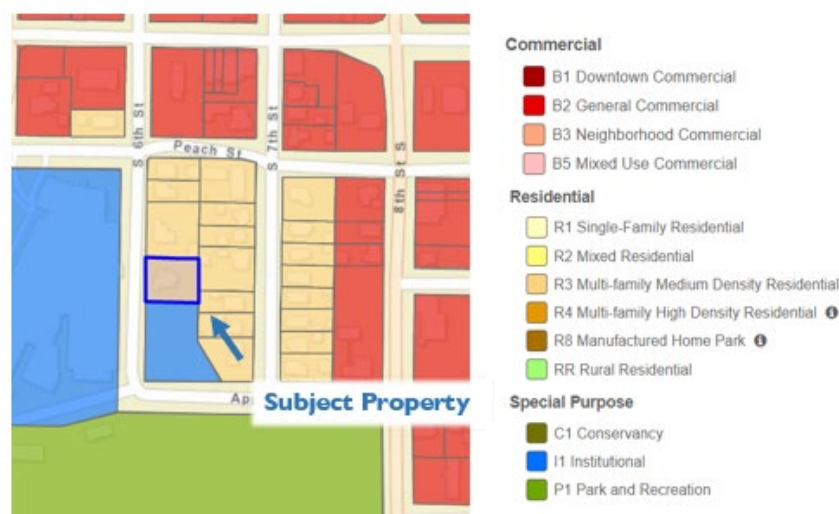 S 6th St
Peach St
S 7th St
8th St S
App
Subject Property
Commercial
B1 Downtown Commercial
B2 General Commercial
B3 Neighborhood Commercial
B5 Mixed Use Commercial
Residential
R1 Single-Family Residential
R2 Mixed Residential
R3 Multi-family Medium Density Residential
R4 Multi-family High Density Residential
R8 Manufactured Home Park
RR Rural Residential
Special Purpose
C1 Conservancy
I1 Institutional
P1 Park and Recreation